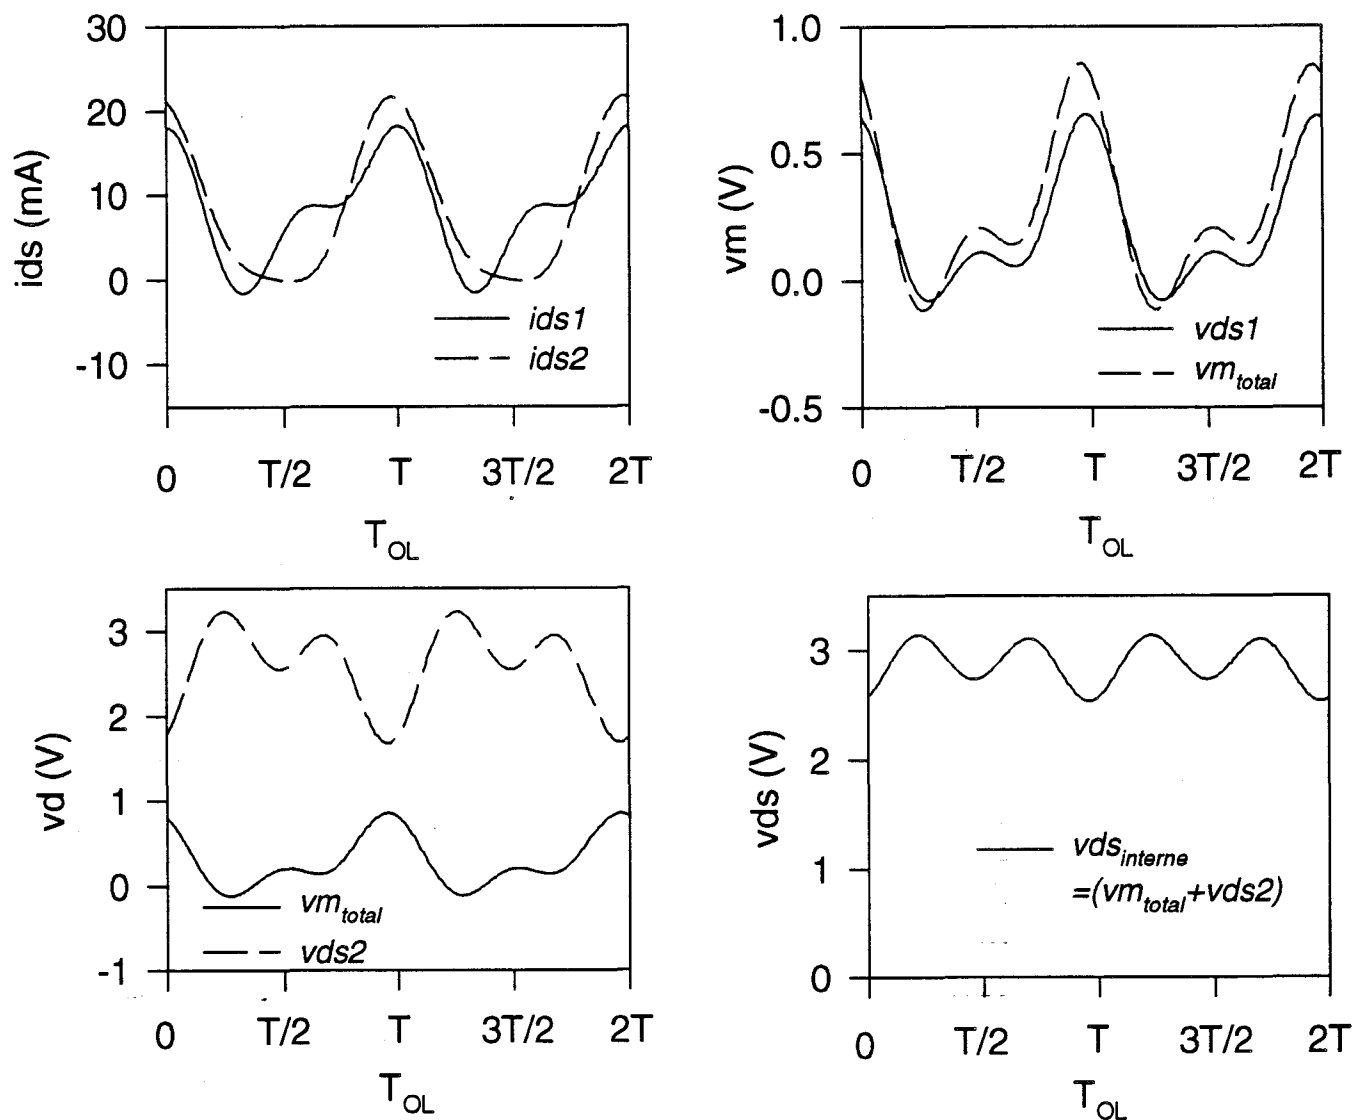 30
20
10
0
-10
ids (mA)
ids1
ids2
0 T/2 T 3T/2 2T
T_OL
1.0
0.5
0.0
-0.5
vm (V)
vds1
vm_total
0 T/2 T 3T/2 2T
T_OL
3
2
1
0
-1
vd (V)
vm_total
vds2
0 T/2 T 3T/2 2T
T_OL
3
2
1
0
vds (V)
vds_interne
=(vm_total+vds2)
0 T/2 T 3T/2 2T
T_OL